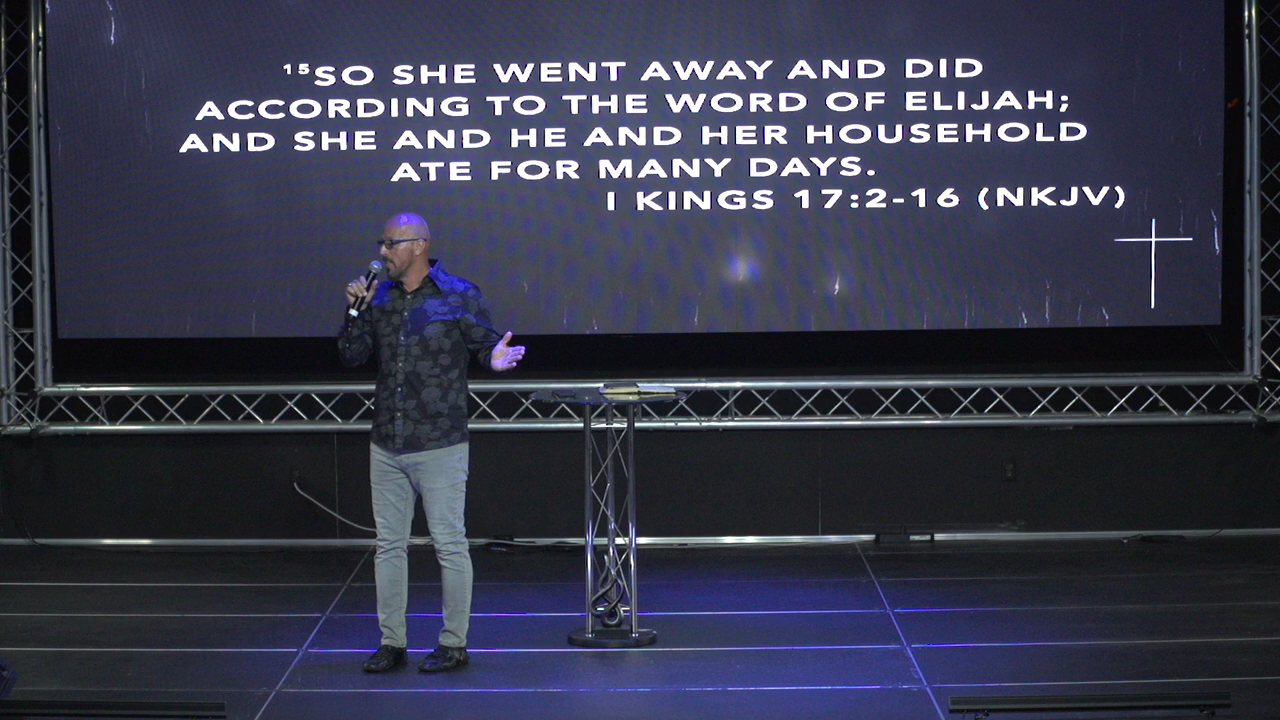 ¹⁵SO SHE WENT AWAY AND DID
ACCORDING TO THE WORD OF ELIJAH;
AND SHE AND HE AND HER HOUSEHOLD
ATE FOR MANY DAYS.
I KINGS 17:2-16 (NKJV)